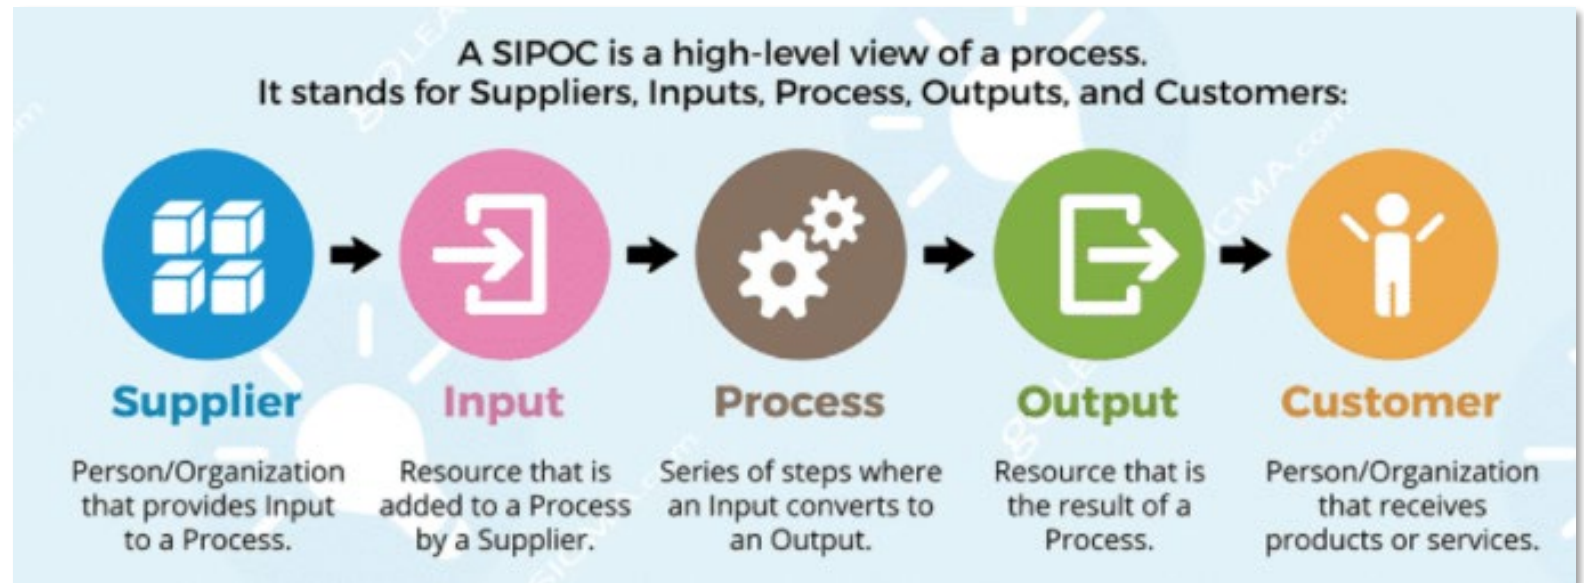 A SIPOC is a high-level view of a process.
It stands for Suppliers, Inputs, Process, Outputs, and Customers:
Supplier
Person/Organization
that provides Input
to a Process.
Input
Resource that is
added to a Process
by a Supplier.
Process
Series of steps where
an Input converts to
an Output.
Output
Resource that is
the result of a
Process.
Customer
Person/Organization
that receives
products or services.